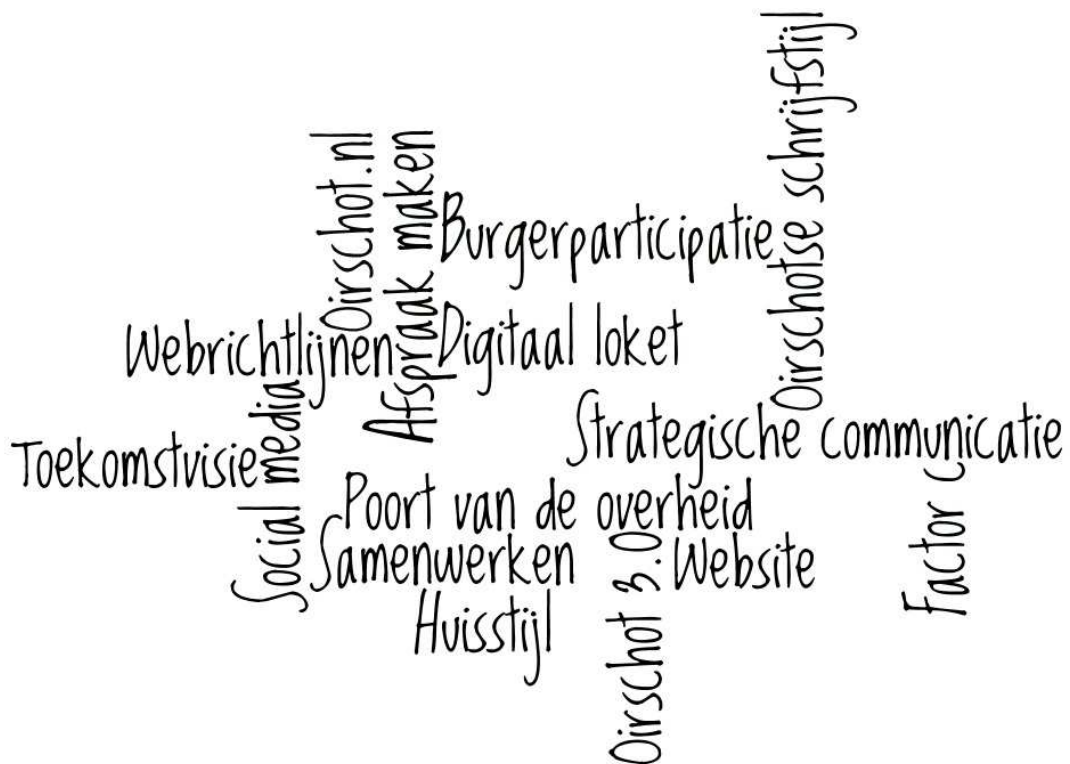 Oirschotse schrijfstijl
Oirschot.nl
Afspraak maken
Burgerparticipatie
Webrichtlijnen
Digitaal loket
Strategische communicatie
Toekomstvisie
Social media
Poort van de overheid
Factor C
Samenwerken
Oirschot 3.0
Website
Huisstijl